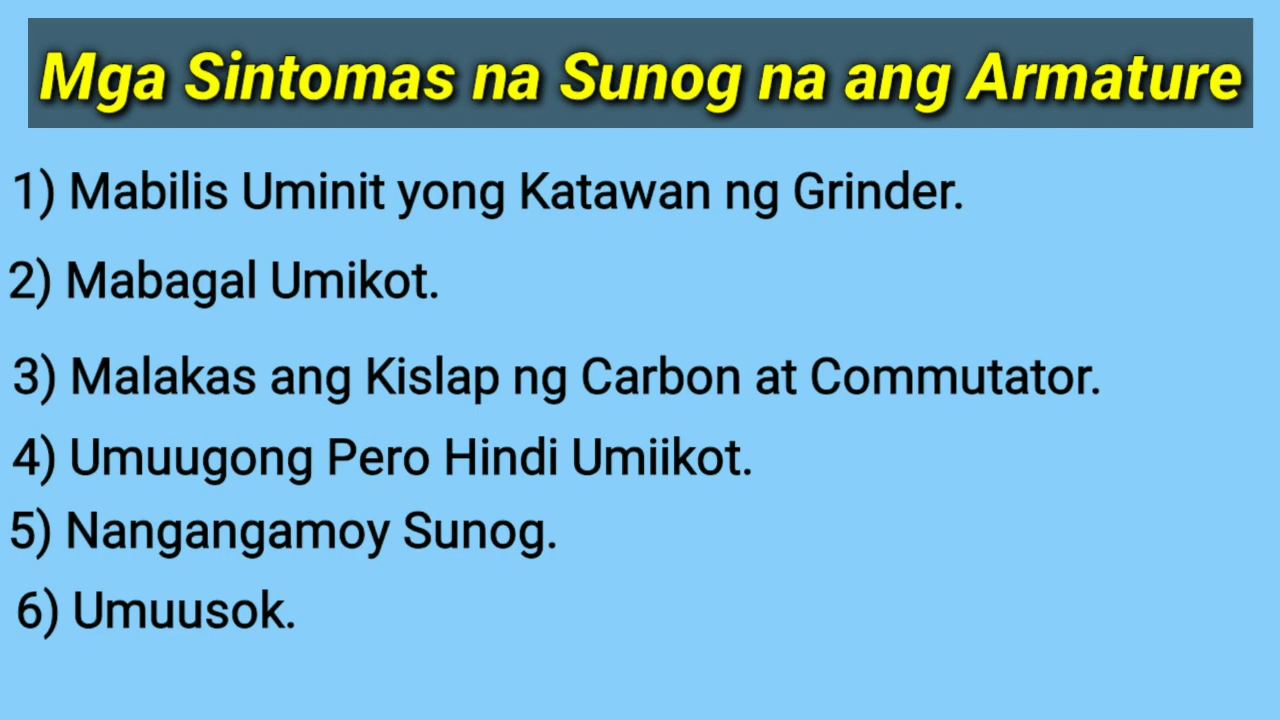 Mga Sintomas na Sunog na ang Armature
1) Mabilis Uminit yong Katawan ng Grinder.
2) Mabagal Umikot.
3) Malakas ang Kislap ng Carbon at Commutator.
4) Umuugong Pero Hindi Umiikot.
5) Nangangamoy Sunog.
6) Umuusok.